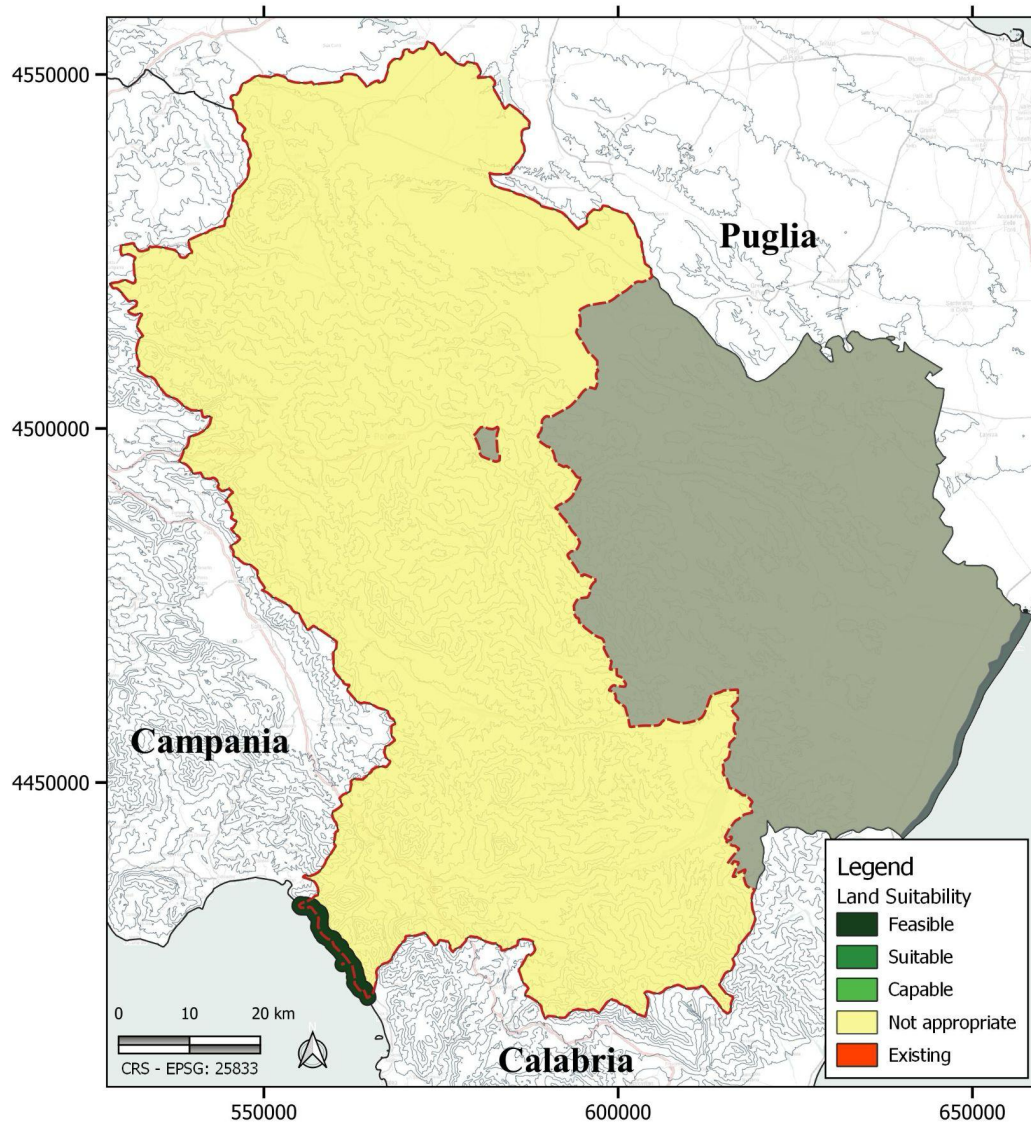 4550000
4500000
4450000
Puglia
Campania
Calabria
Legend
Land Suitability
Feasible
Suitable
Capable
Not appropriate
Existing
0 10 20 km
CRS - EPSG: 25833
550000 600000 650000